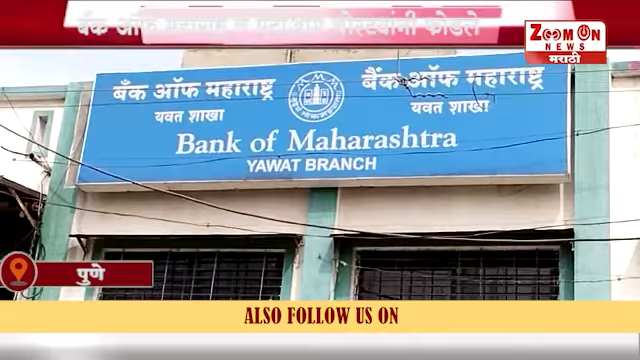 ZOOM ON
NEWS
मराठी
बँक ऑफ महाराष्ट्र
यवत शाखा
बैंक ऑफ महाराष्ट्र
यवत शाखा
Bank of Maharashtra
YAWAT BRANCH
पुणे
ALSO FOLLOW US ON